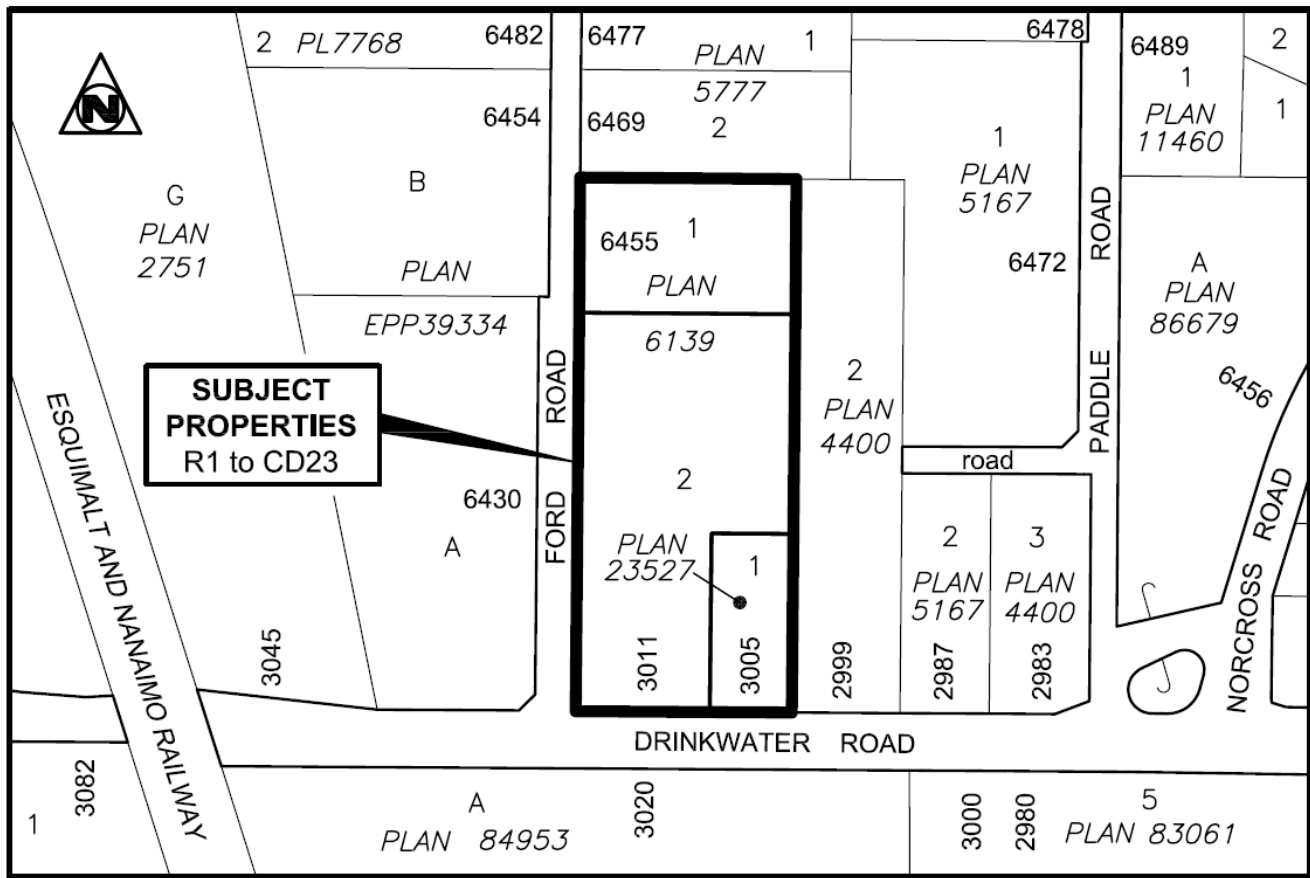 2 PL7768
6482
6477
PLAN
1
6478
6489
2
N
5777
1
PLAN
11460
1
6454
6469
2
1
PLAN
5167
G
PLAN
2751
B
PLAN
6455
1
PLAN
6472
ROAD
A
PLAN
86679
EPP39334
6139
SUBJECT
PROPERTIES
R1 to CD23
ROAD
2
PLAN
4400
PADDLE
6456
road
ESQUIMALT AND NANAIMO RAILWAY
6430
A
FORD
2
PLAN
23527
1
2
PLAN
5167
3
PLAN
4400
NORCROSS ROAD
3045
3011
3005
2999
2987
2983
DRINKWATER ROAD
1
3082
A
PLAN 84953
3020
3000
2980
5
PLAN 83061